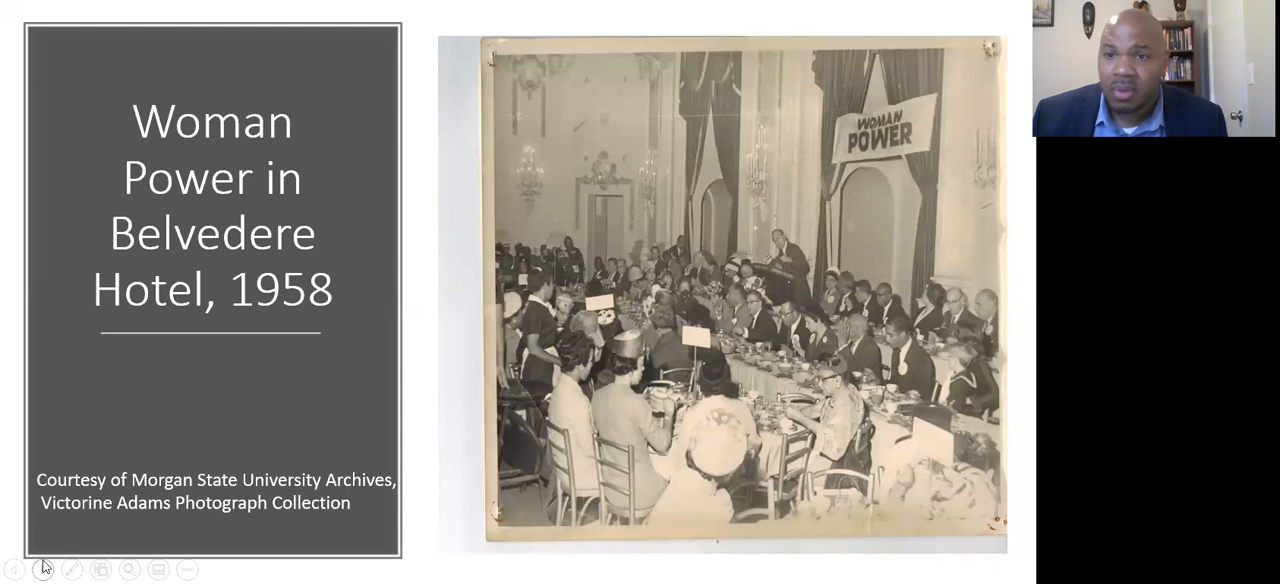 Woman
Power in
Belvedere
Hotel, 1958
Courtesy of Morgan State University Archives,
Victorine Adams Photograph Collection
WOMAN
POWER